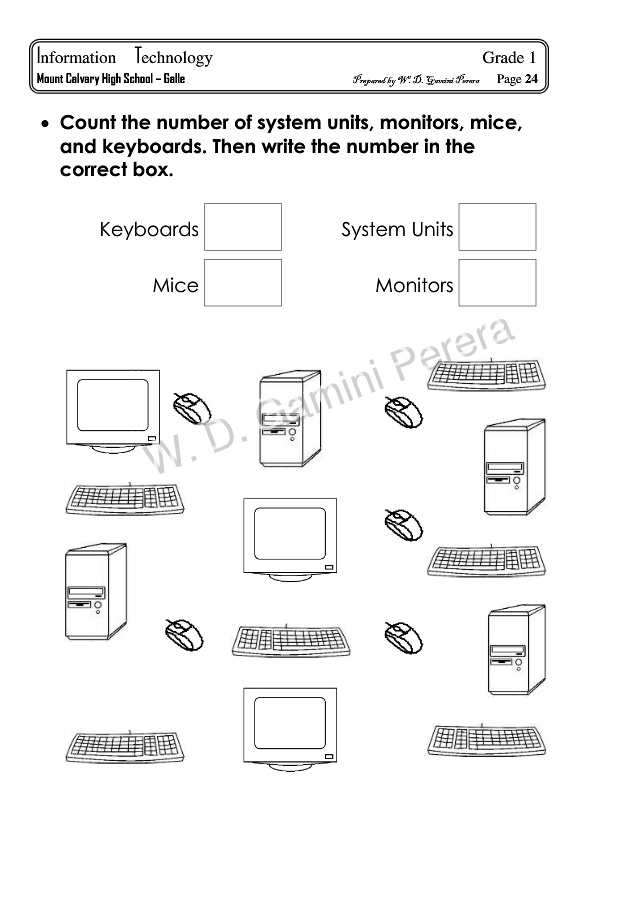 Information Technology Grade 1
Mount Calvary High School – Galle Prepared by W. D. Gamini Perera Page 24
• Count the number of system units, monitors, mice,
and keyboards. Then write the number in the
correct box.
Keyboards System Units
Mice Monitors
W. D. Gamini Perera